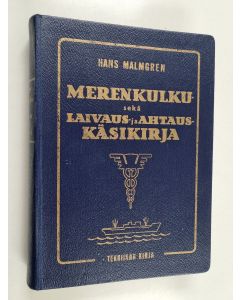 HANS MALMGREN
MERENKULKU-
sekä
LAIVAUS- ja AHTAUS-
KÄSIKIRJA
TEKNIIKAN KIRJA